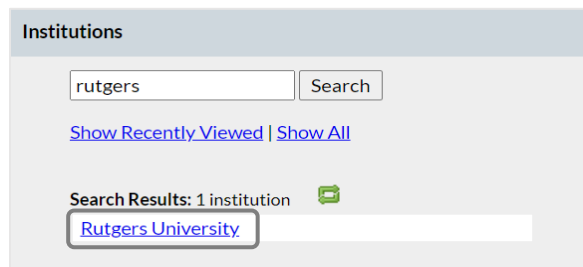 Institutions
rutgers Search
Show Recently Viewed | Show All
Search Results: 1 institution
Rutgers University